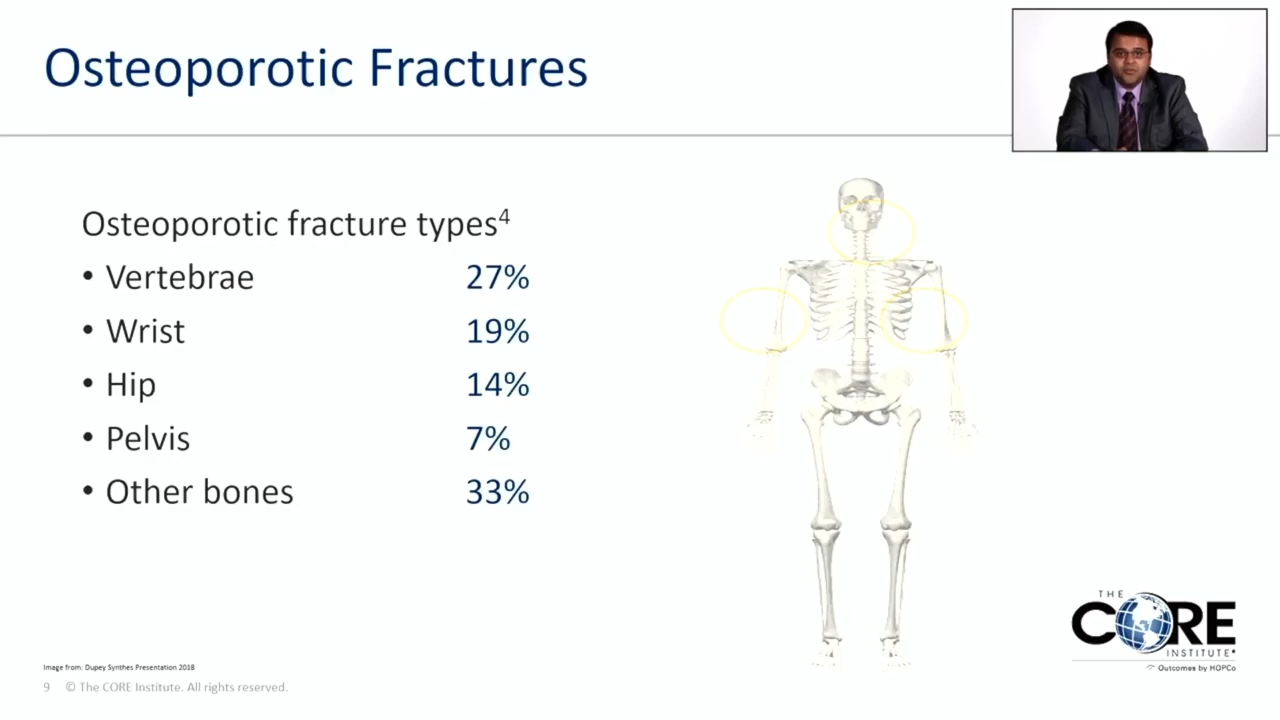 Osteoporotic Fractures
Osteoporotic fracture types4
• Vertebrae 27%
• Wrist 19%
• Hip 14%
• Pelvis 7%
• Other bones 33%
THE
CORE
INSTITUTE
Outcomes by HOPCo
Image from: Dupey Synthes Presentation 2018
9 © The CORE Institute. All rights reserved.